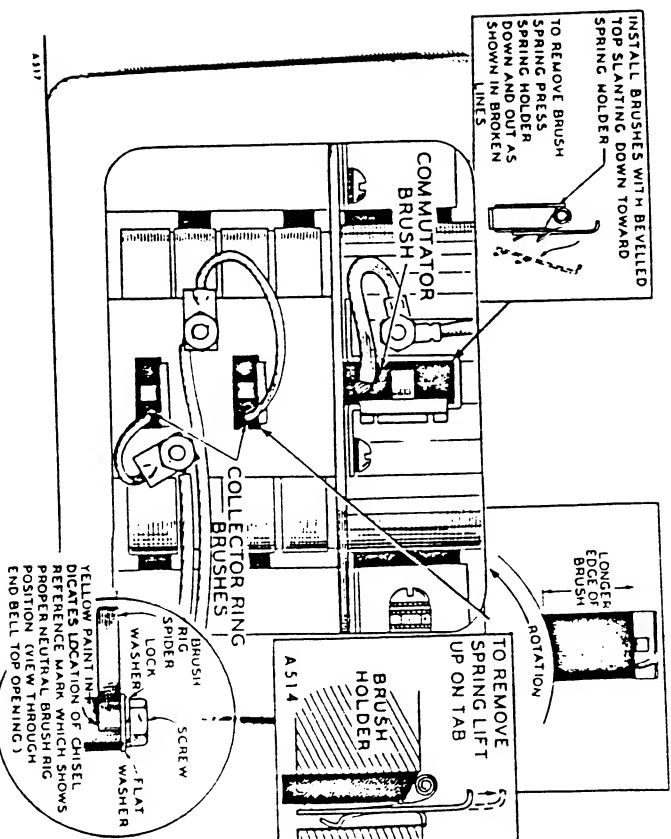 INSTALL BRUSHES WITH BEVELLED
TOP SLANTING DOWN TOWARD
SPRING HOLDER
TO REMOVE BRUSH
SPRING PRESS
SPRING HOLDER
DOWN AND OUT AS
SHOWN IN BROKEN
LINES
COMMUTATOR
BRUSH
LONGER
EDGE OF
BRUSH
ROTATION
COLLECTOR RING
BRUSHES
TO REMOVE
SPRING LIFT
UP ON TAB
BRUSH
HOLDER
A514
BRUSH
RIG
SPIDER
LOCK
WASHER
SCREW
FLAT
WASHER
YELLOW PAINT IN-
DICATES LOCATION OF CHISEL
REFERENCE MARK WHICH SHOWS
PROPER NEUTRAL BRUSH RIG
POSITION (VIEW THROUGH
END BELL TOP OPENING)
A517